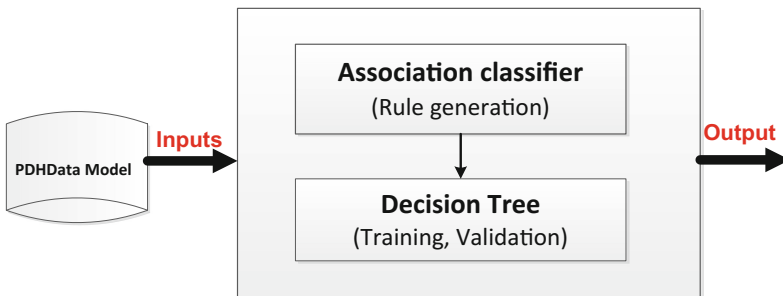 Association classifier
(Rule generation)
PDHData Model
Inputs
Output
Decision Tree
(Training, Validation)